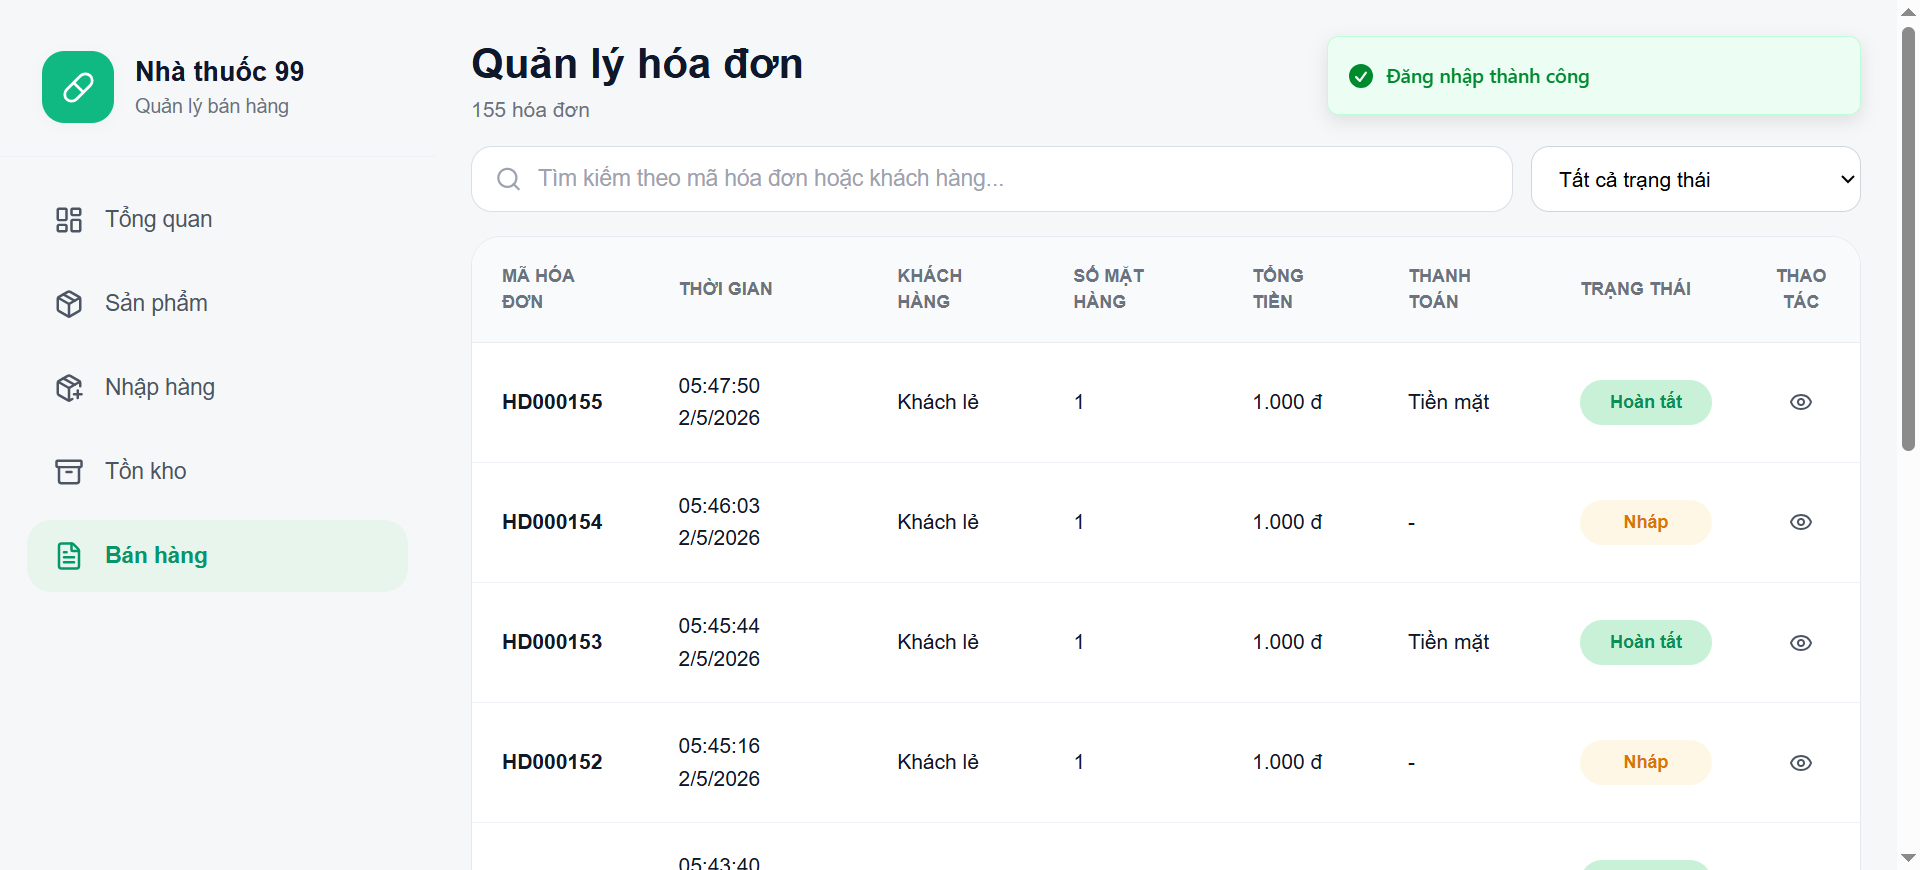 Nhà thuốc 99
Quản lý bán hàng
Tổng quan
Sản phẩm
Nhập hàng
Tồn kho
Bán hàng
Quản lý hóa đơn
155 hóa đơn
Đăng nhập thành công
Tìm kiếm theo mã hóa đơn hoặc khách hàng...
Tất cả trạng thái
MÃ HÓA ĐƠN
THỜI GIAN
KHÁCH HÀNG
SỐ MẶT HÀNG
TỔNG TIỀN
THANH TOÁN
TRẠNG THÁI
THAO TÁC
HD000155
05:47:50
2/5/2026
Khách lẻ
1
1.000 đ
Tiền mặt
Hoàn tất
HD000154
05:46:03
2/5/2026
Khách lẻ
1
1.000 đ
-
Nháp
HD000153
05:45:44
2/5/2026
Khách lẻ
1
1.000 đ
Tiền mặt
Hoàn tất
HD000152
05:45:16
2/5/2026
Khách lẻ
1
1.000 đ
-
Nháp
05:43:40